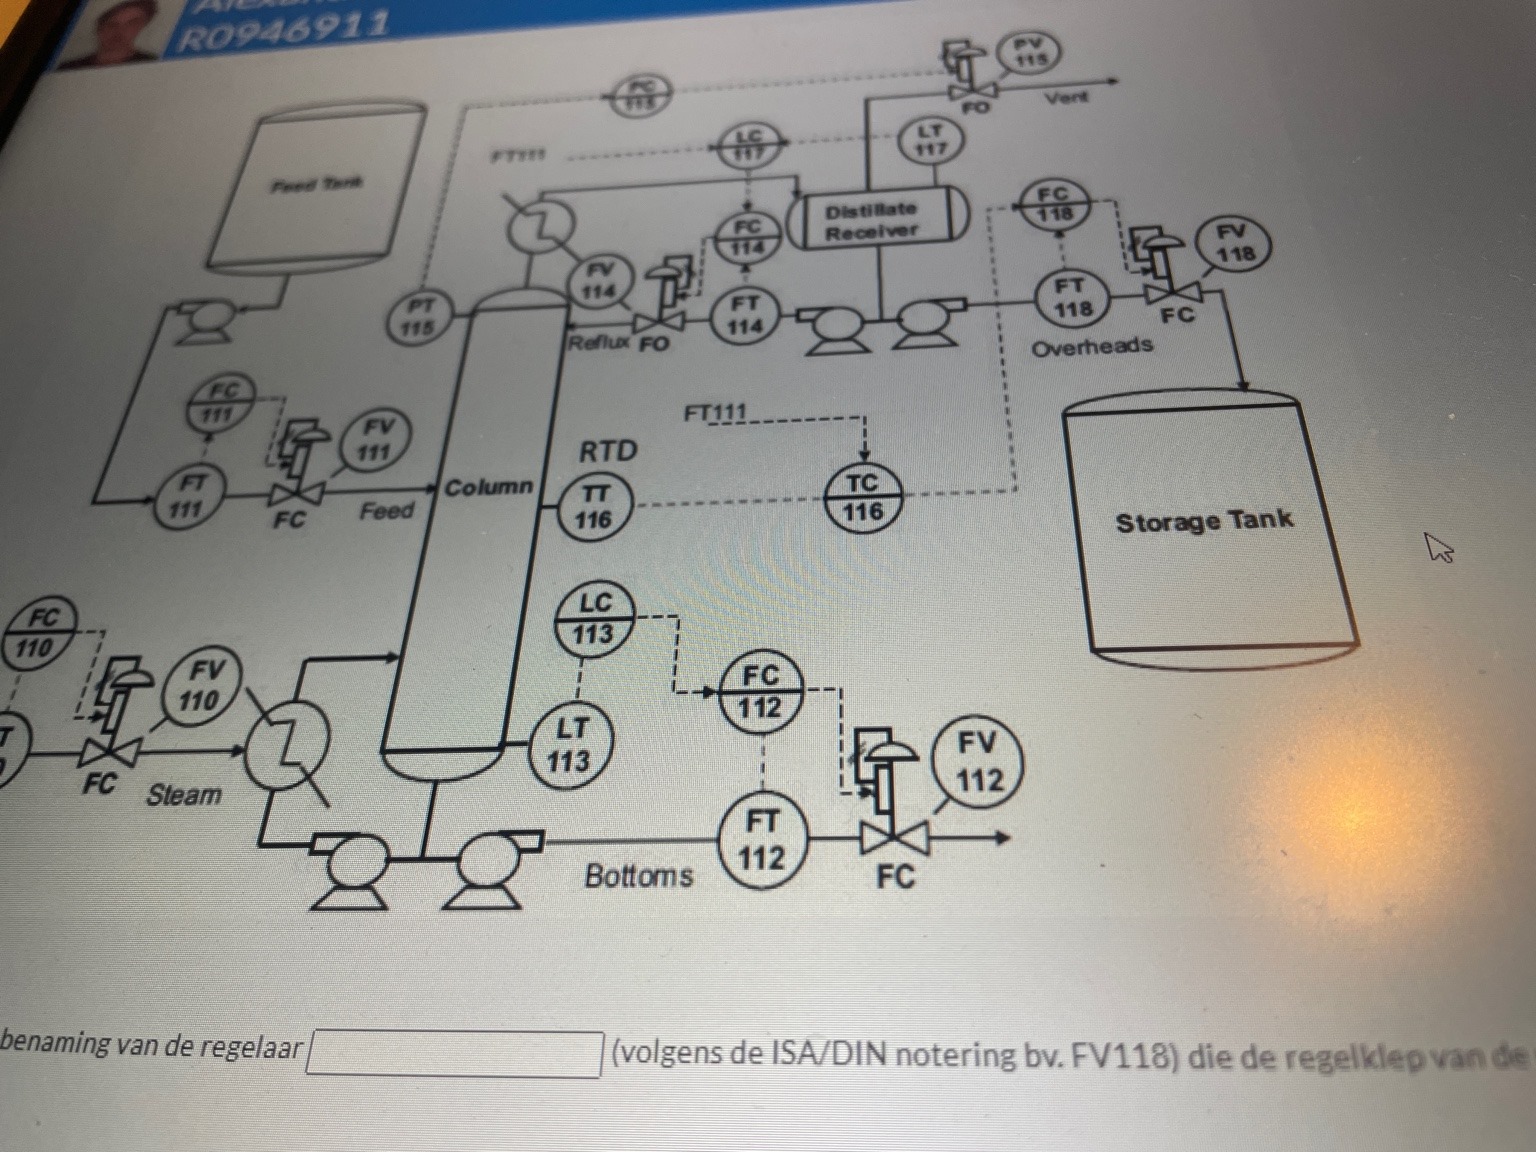 R0946911
PV
115
FO
Vent
PC
115
FT111
LC
117
LT
117
Feed Tank
Distillate
Receiver
FC
114
FC
118
FV
118
FV
114
FT
114
FT
118
FC
PT
115
Reflux FO
Overheads
FC
111
FV
111
FT
111
FC
Feed
Column
FT111
RTD
TT
116
TC
116
Storage Tank
FC
110
FV
110
FC
Steam
LC
113
LT
113
FC
112
FV
112
FT
112
FC
Bottoms
benaming van de regelaar (volgens de ISA/DIN notering bv. FV118) die de regelklep van de